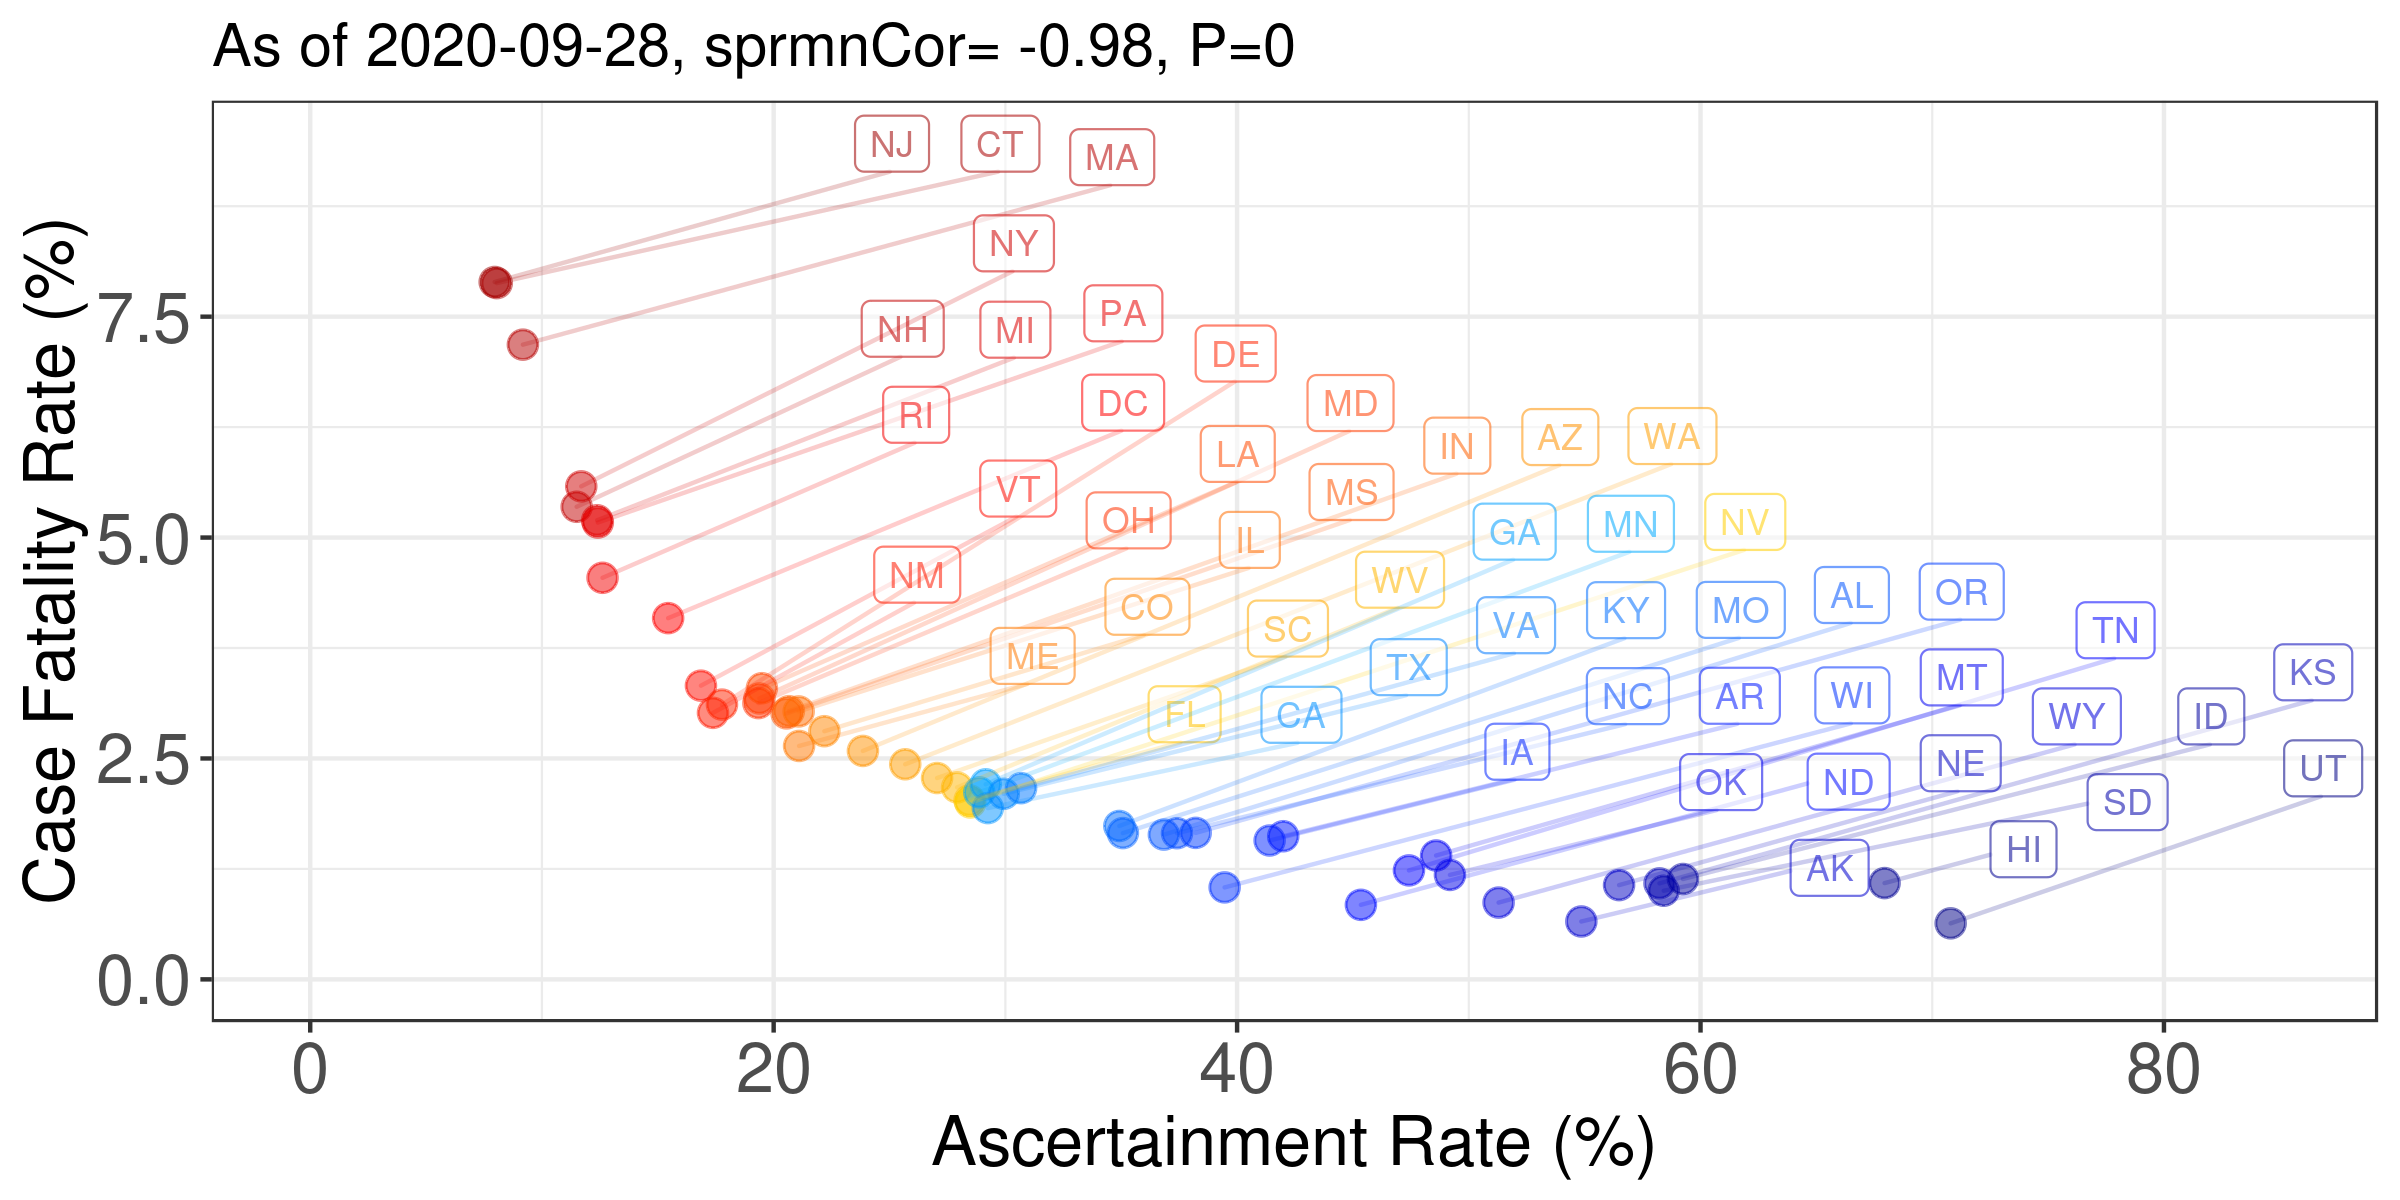 As of 2020-09-28, sprmnCor= -0.98, P=0
Case Fatality Rate (%)
7.5
5.0
2.5
0.0
NJ CT MA
NY
NH MI PA
DE
RI DC MD
LA IN AZ WA
VT OH MS
IL GA MN NV
NM CO WV
ME SC VA KY MO AL OR
TX TN
FL CA NC AR WI MT KS
IA WY ID
OK ND NE UT
SD
AK HI
0 20 40 60 80
Ascertainment Rate (%)